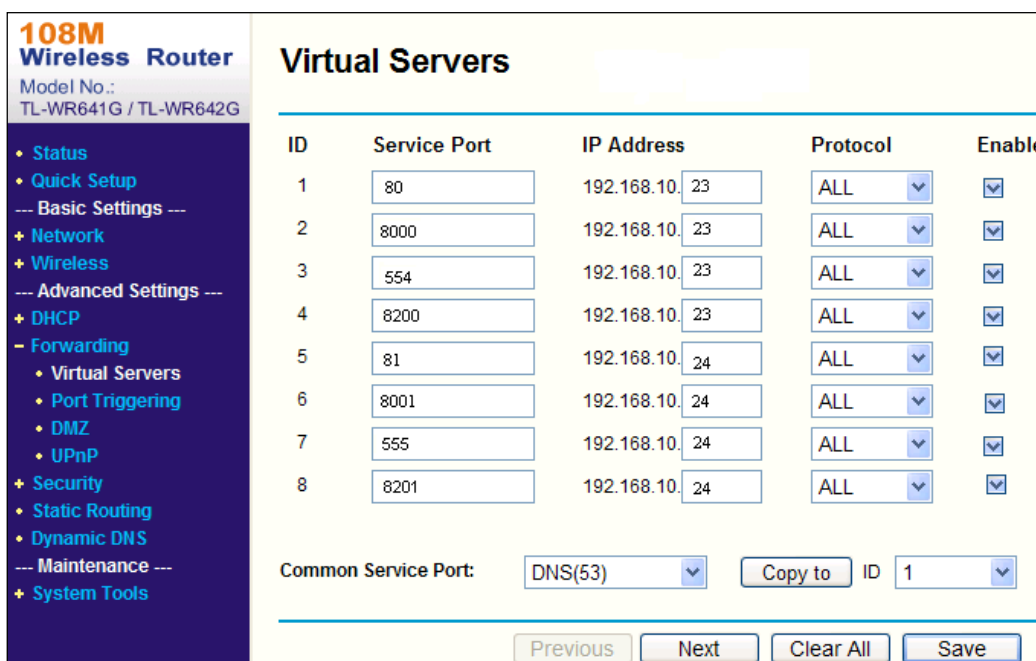 108M
Wireless Router
Model No.:
TL-WR641G / TL-WR642G
Status
Quick Setup
--- Basic Settings ---
+ Network
+ Wireless
--- Advanced Settings ---
+ DHCP
– Forwarding
Virtual Servers
Port Triggering
DMZ
UPnP
+ Security
Static Routing
Dynamic DNS
--- Maintenance ---
+ System Tools
Virtual Servers
ID Service Port IP Address Protocol Enable
1 80 192.168.10. 23 ALL
2 8000 192.168.10. 23 ALL
3 554 192.168.10. 23 ALL
4 8200 192.168.10. 23 ALL
5 81 192.168.10. 24 ALL
6 8001 192.168.10. 24 ALL
7 555 192.168.10. 24 ALL
8 8201 192.168.10. 24 ALL
Common Service Port: DNS(53) Copy to ID 1
Previous Next Clear All Save